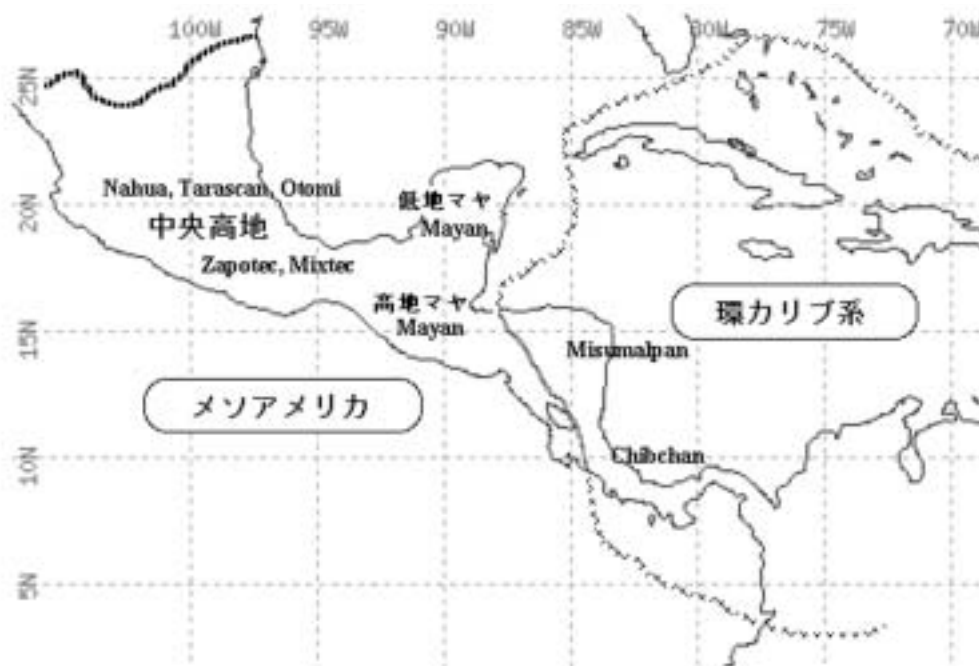 100W 95W 90W 85W 80W 75W 70W
25N
Nahua, Tarascan, Otomi
20N
中央高地
低地マヤ
Mayan
Zapotec, Mixtec
高地マヤ
Mayan
環カリブ系
15N
Misumalpan
メソアメリカ
10N
Chibchan
5N